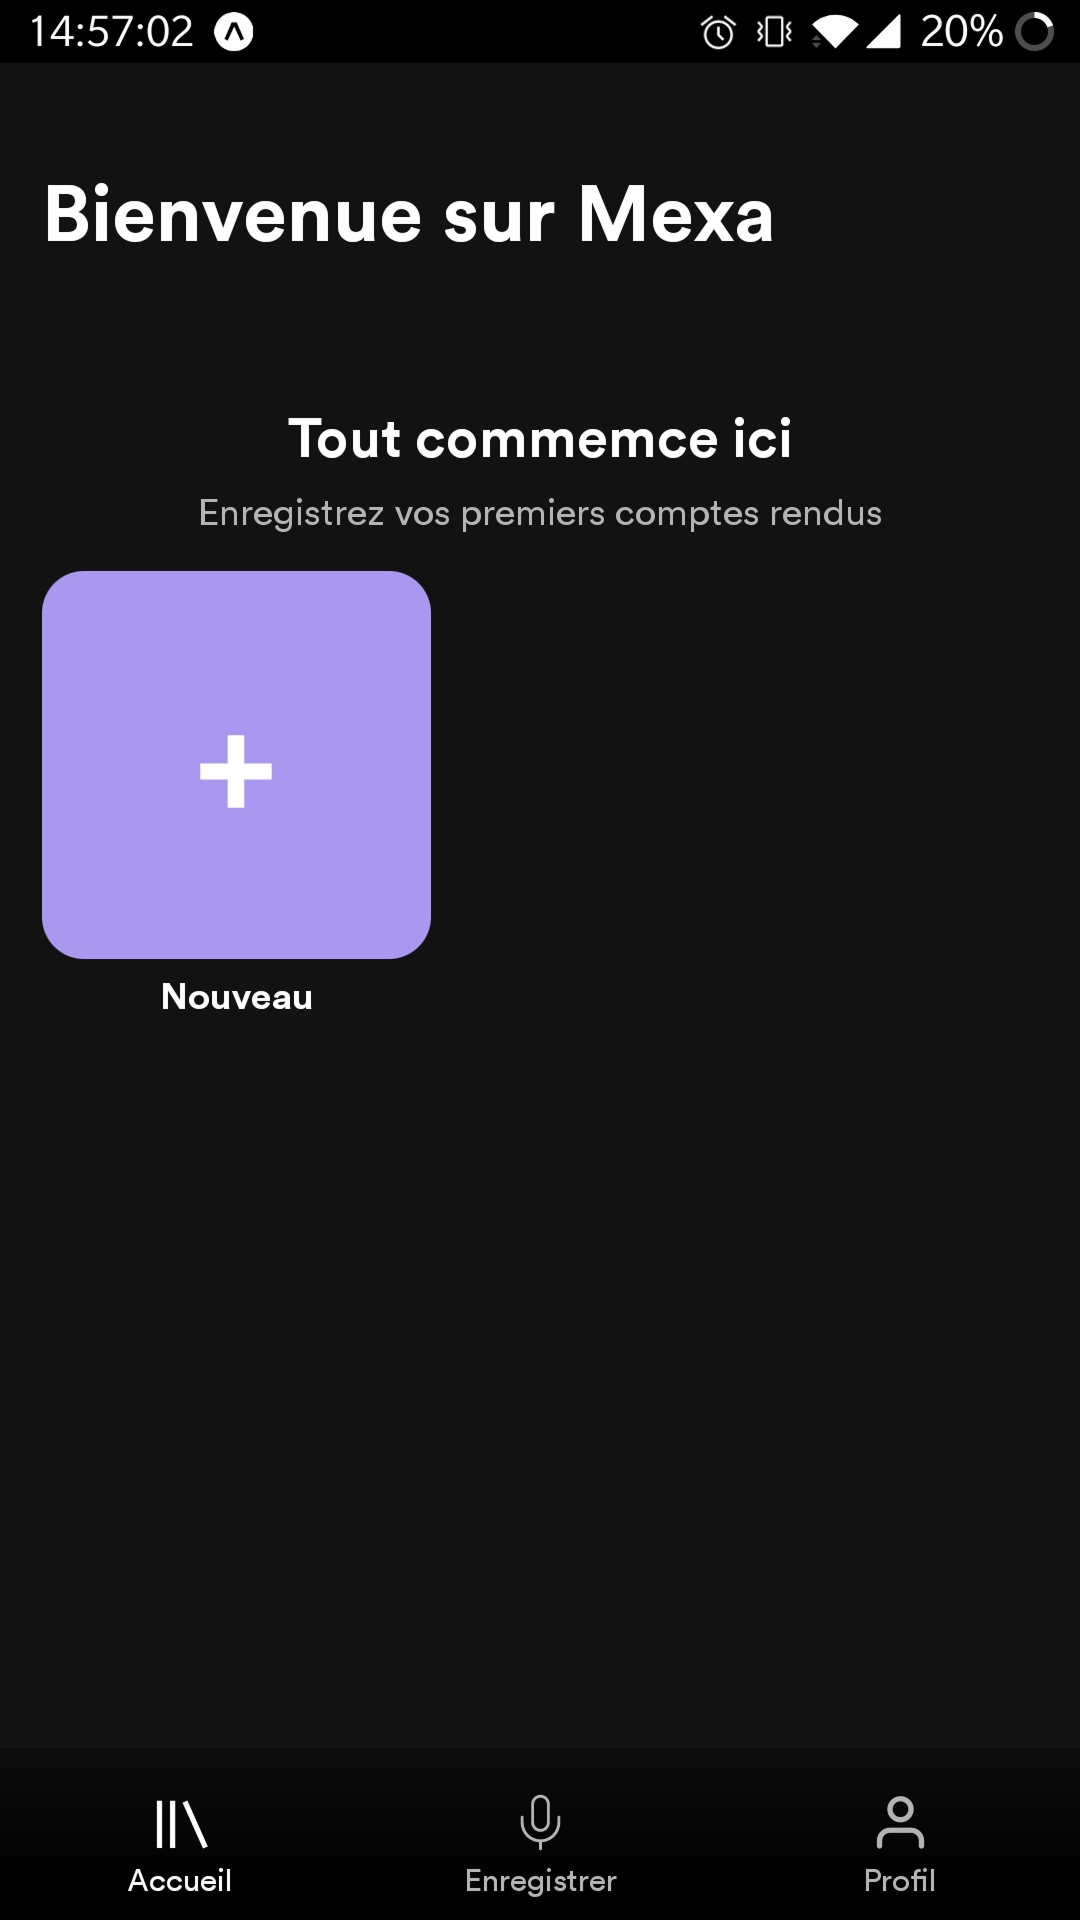 14:57:02
20%
Bienvenue sur Mexa
Tout commemce ici
Enregistrez vos premiers comptes rendus
+
Nouveau
Accueil
Enregistrer
Profil